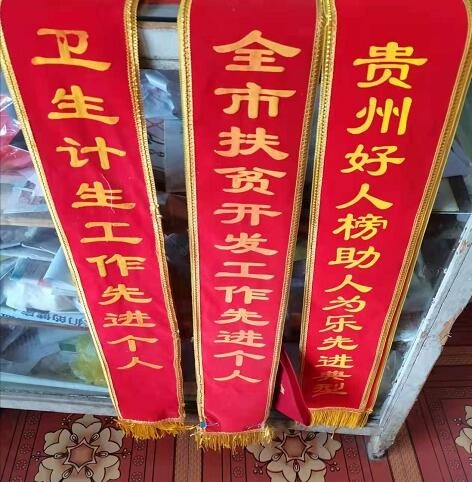 卫生计生工作先进个人
全市扶贫开发工作先进个人
贵州好人榜助人为乐先进典型